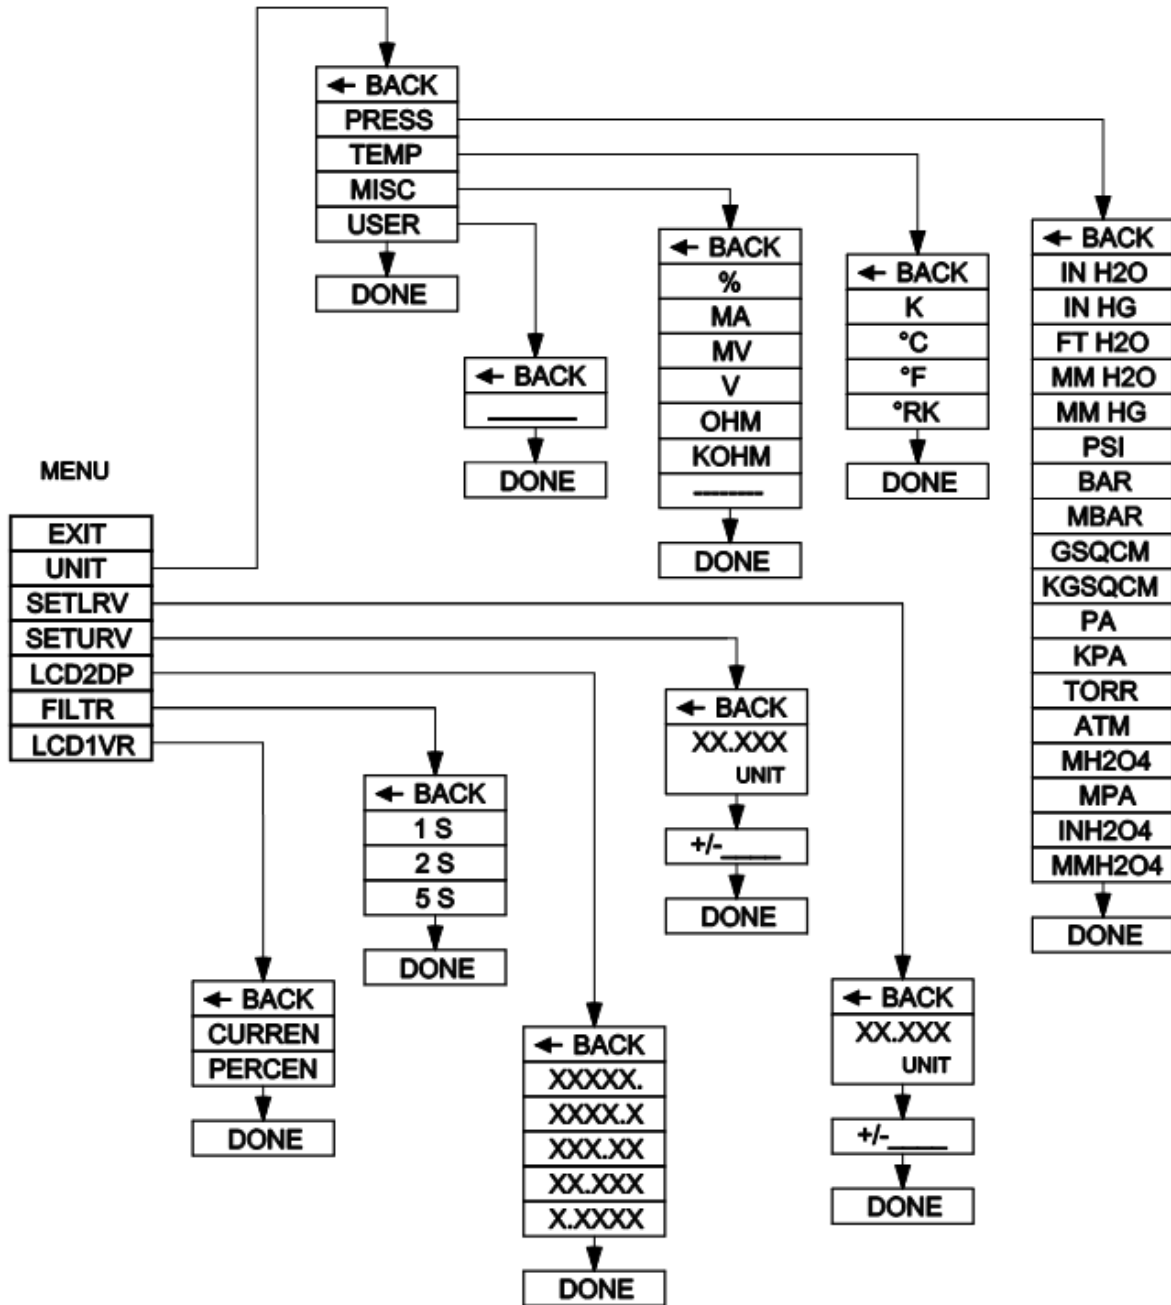 MENU
EXIT
UNIT
SETLRV
SETURV
LCD2DP
FILTR
LCD1VR
← BACK
PRESS
TEMP
MISC
USER
DONE
← BACK
________
DONE
← BACK
%
MA
MV
V
OHM
KOHM
--------
DONE
← BACK
K
°C
°F
°RK
DONE
← BACK
IN H2O
IN HG
FT H2O
MM H2O
MM HG
PSI
BAR
MBAR
GSQCM
KGSQCM
PA
KPA
TORR
ATM
MH2O4
MPA
INH2O4
MMH2O4
DONE
← BACK
XX.XXX
UNIT
+/-_____
DONE
← BACK
1 S
2 S
5 S
DONE
← BACK
CURREN
PERCEN
DONE
← BACK
XXXXX.
XXXX.X
XXX.XX
XX.XXX
X.XXXX
DONE
← BACK
XX.XXX
UNIT
+/-_____
DONE